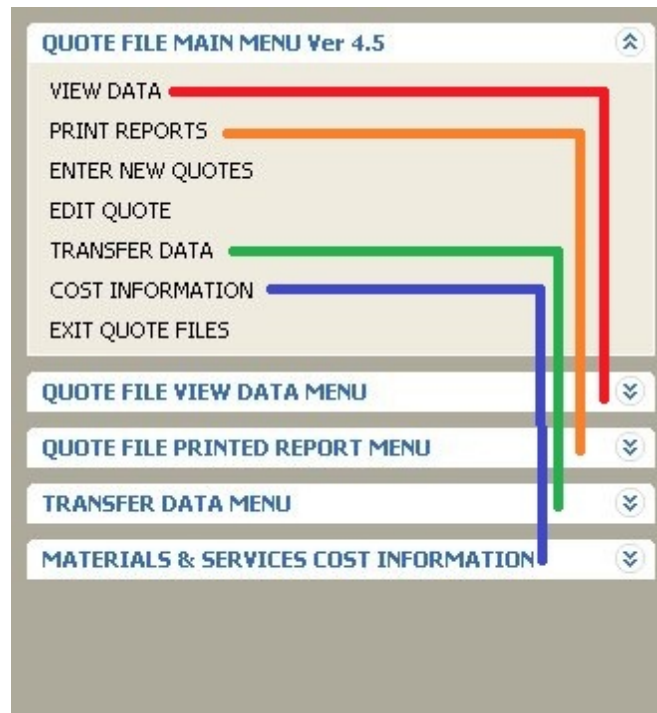 QUOTE FILE MAIN MENU Ver 4.5
VIEW DATA
PRINT REPORTS
ENTER NEW QUOTES
EDIT QUOTE
TRANSFER DATA
COST INFORMATION
EXIT QUOTE FILES
QUOTE FILE VIEW DATA MENU
QUOTE FILE PRINTED REPORT MENU
TRANSFER DATA MENU
MATERIALS & SERVICES COST INFORMATION